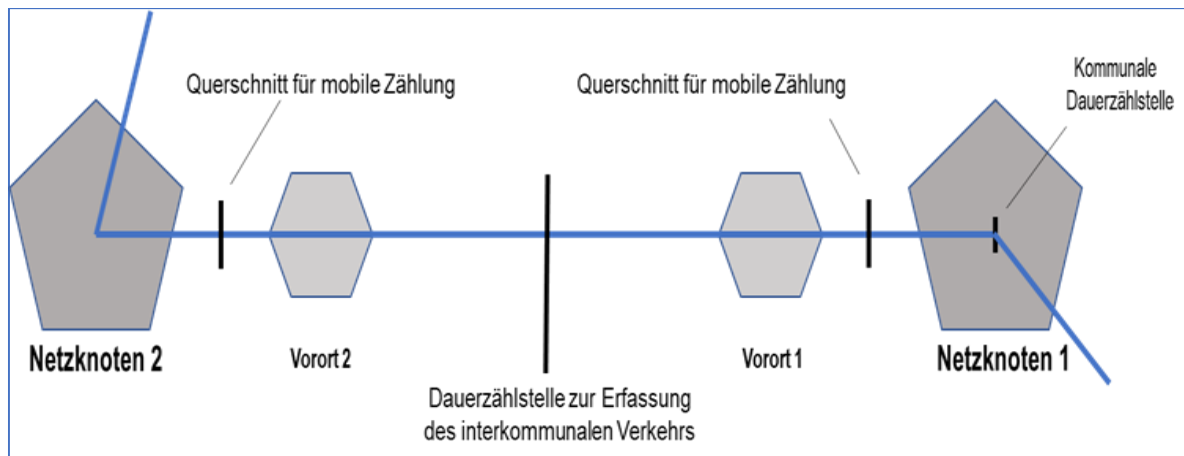 Querschnitt für mobile Zählung
Querschnitt für mobile Zählung
Kommunale
Dauerzählstelle
Netzknoten 2
Vorort 2
Vorort 1
Netzknoten 1
Dauerzählstelle zur Erfassung
des interkommunalen Verkehrs